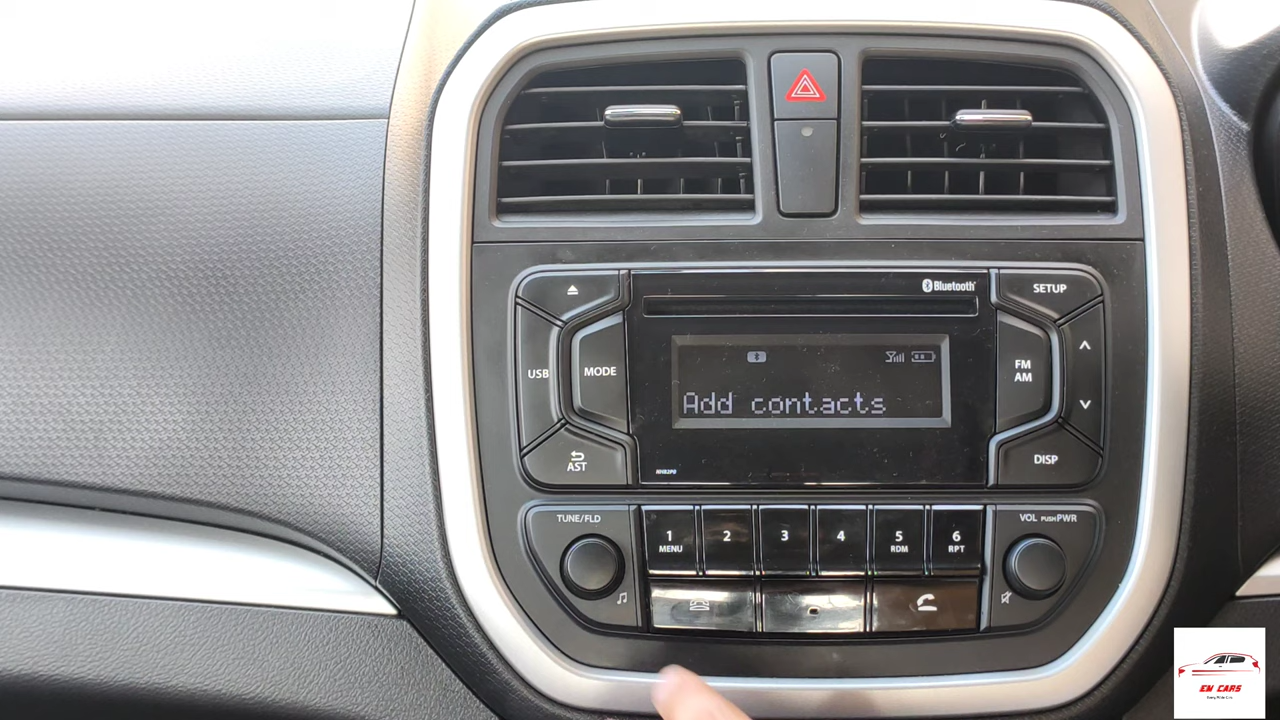 Bluetooth
SETUP
USB
MODE
FM
AM
Add contacts
AST
DISP
TUNE/FLD
1
MENU
2
3
4
5
RDM
6
RPT
VOL PUSH PWR
EN CARS